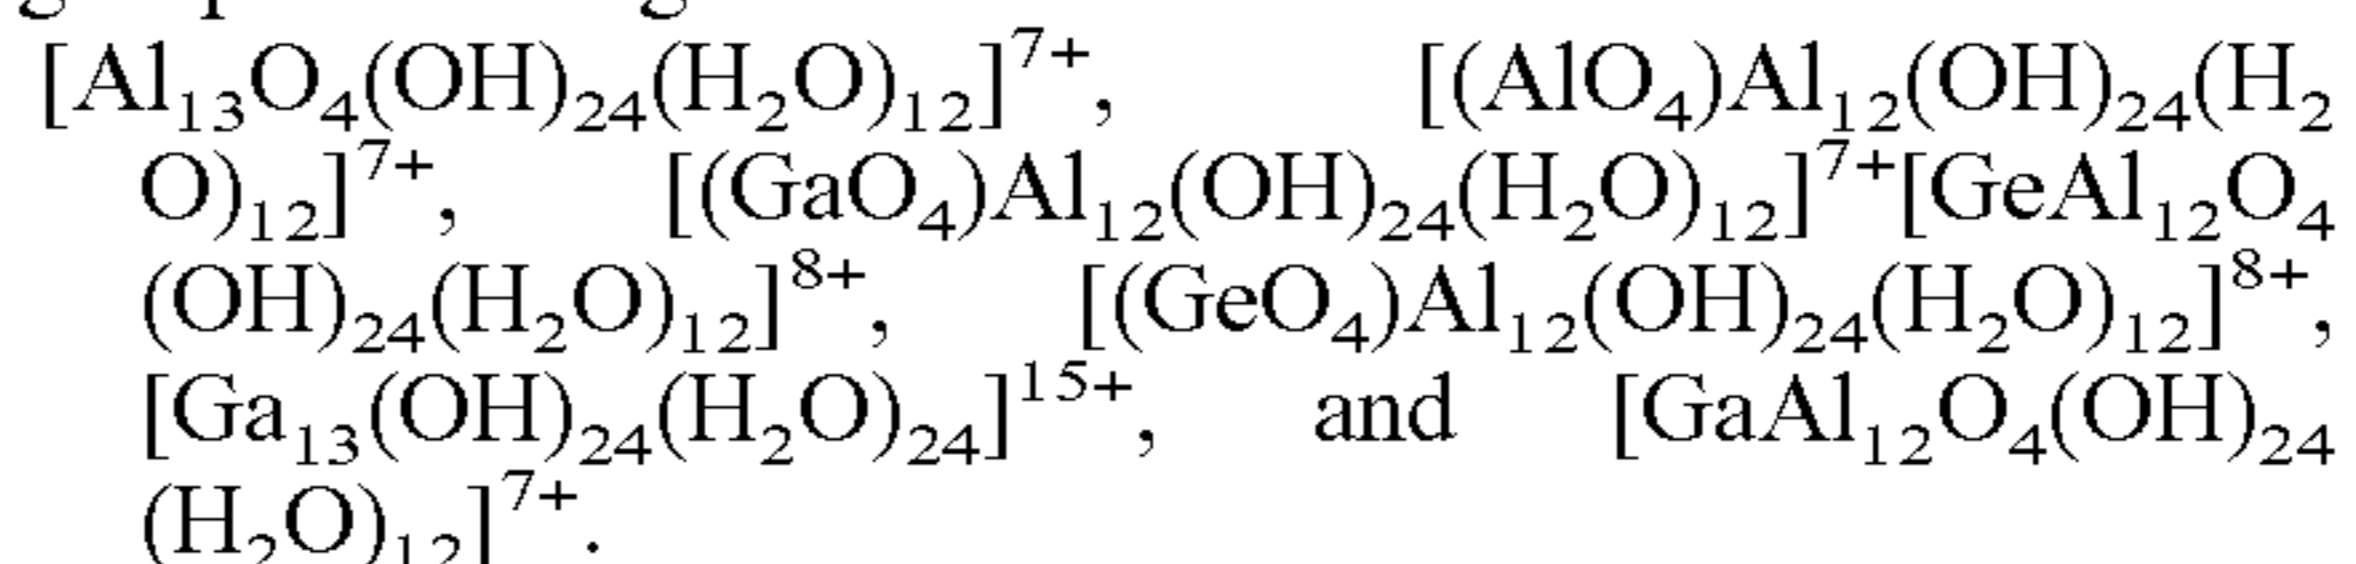 [Al₁₃O₄(OH)₂₄(H₂O)₁₂]⁷⁺, [(AlO₄)Al₁₂(OH)₂₄(H₂
O)₁₂]⁷⁺, [(GaO₄)Al₁₂(OH)₂₄(H₂O)₁₂]⁷⁺[GeAl₁₂O₄
(OH)₂₄(H₂O)₁₂]⁸⁺, [(GeO₄)Al₁₂(OH)₂₄(H₂O)₁₂]⁸⁺,
[Ga₁₃(OH)₂₄(H₂O)₂₄]¹⁵⁺, and [GaAl₁₂O₄(OH)₂₄
(H₂O)₁₂]⁷⁺.